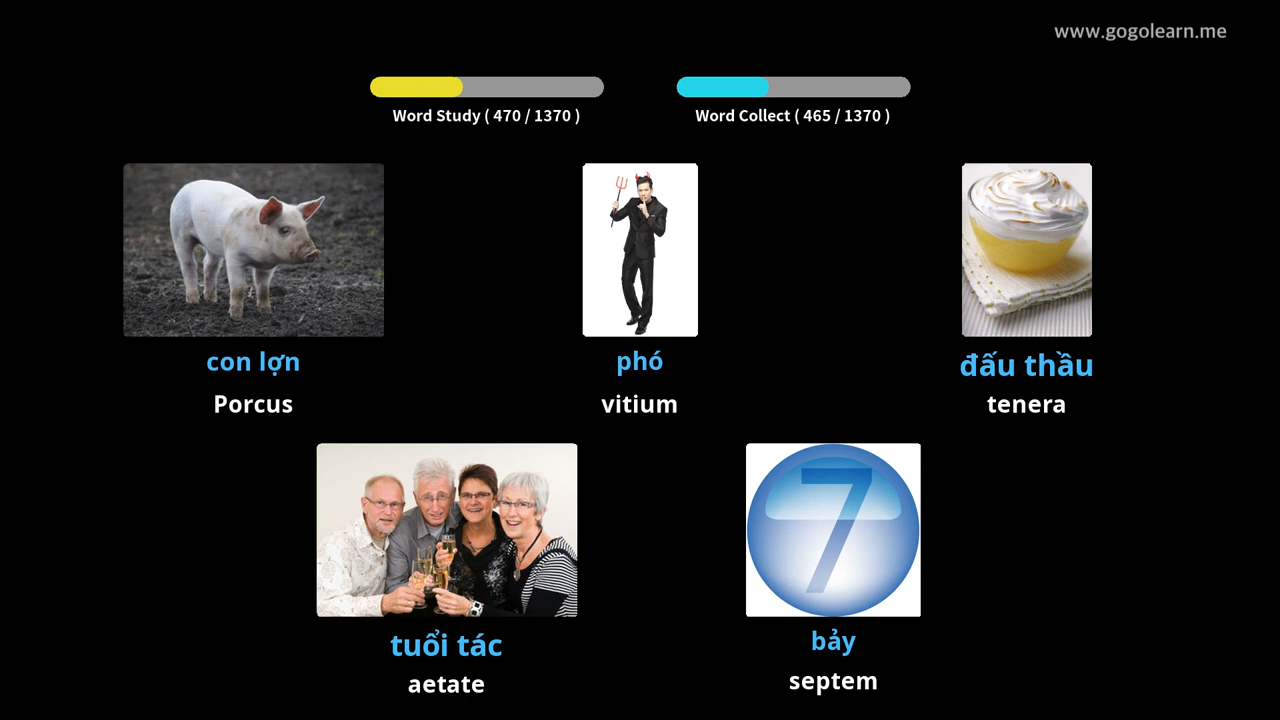 www.gogolearn.me
Word Study ( 470 / 1370 )
Word Collect ( 465 / 1370 )
con lợn
Porcus
phó
vitium
đấu thầu
tenera
tuổi tác
aetate
7
bảy
septem